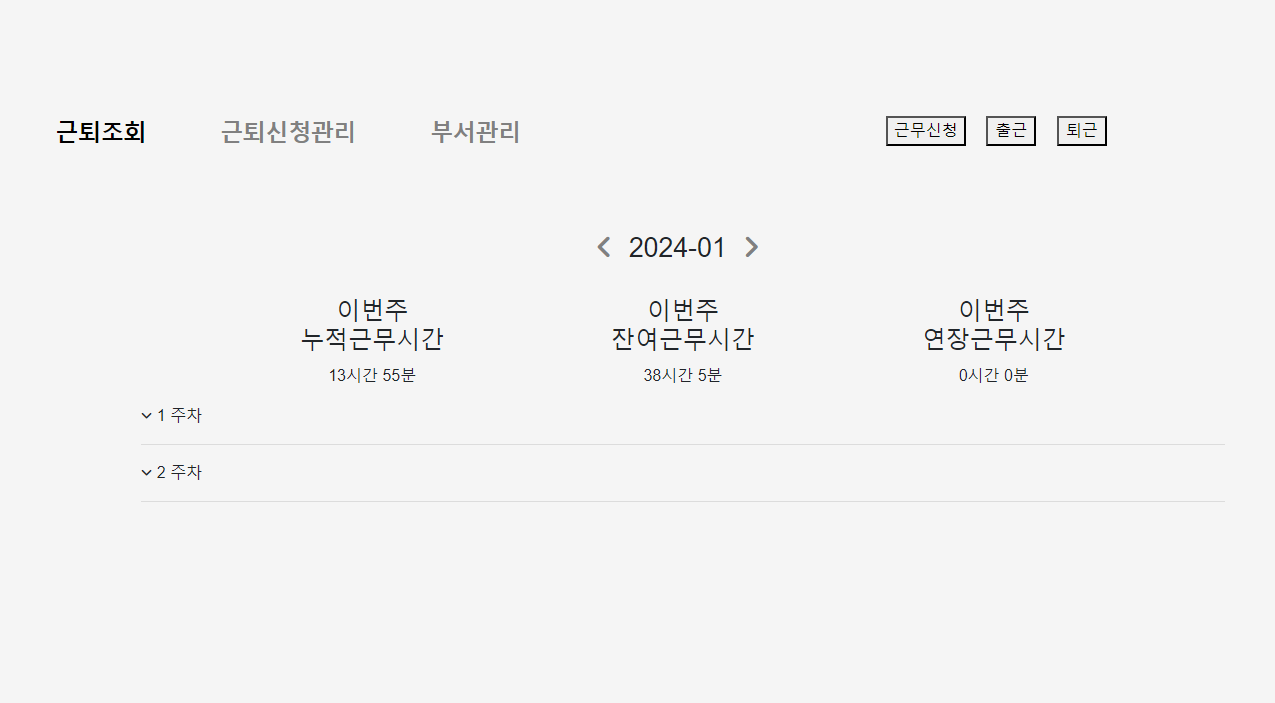 근퇴조회 근퇴신청관리 부서관리 근무신청 출근 퇴근
2024-01
이번주 이번주 이번주
누적근무시간 잔여근무시간 연장근무시간
13시간 55분 38시간 5분 0시간 0분
1 주차
2 주차